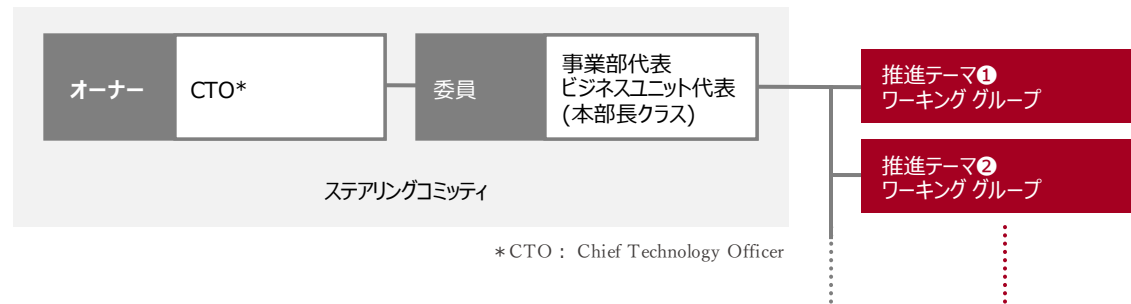 オーナー
CTO*
委員
事業部代表
ビジネスユニット代表
(本部長クラス)
ステアリングコミッティ
推進テーマ❶
ワーキング グループ
推進テーマ❷
ワーキング グループ
＊CTO： Chief Technology Officer